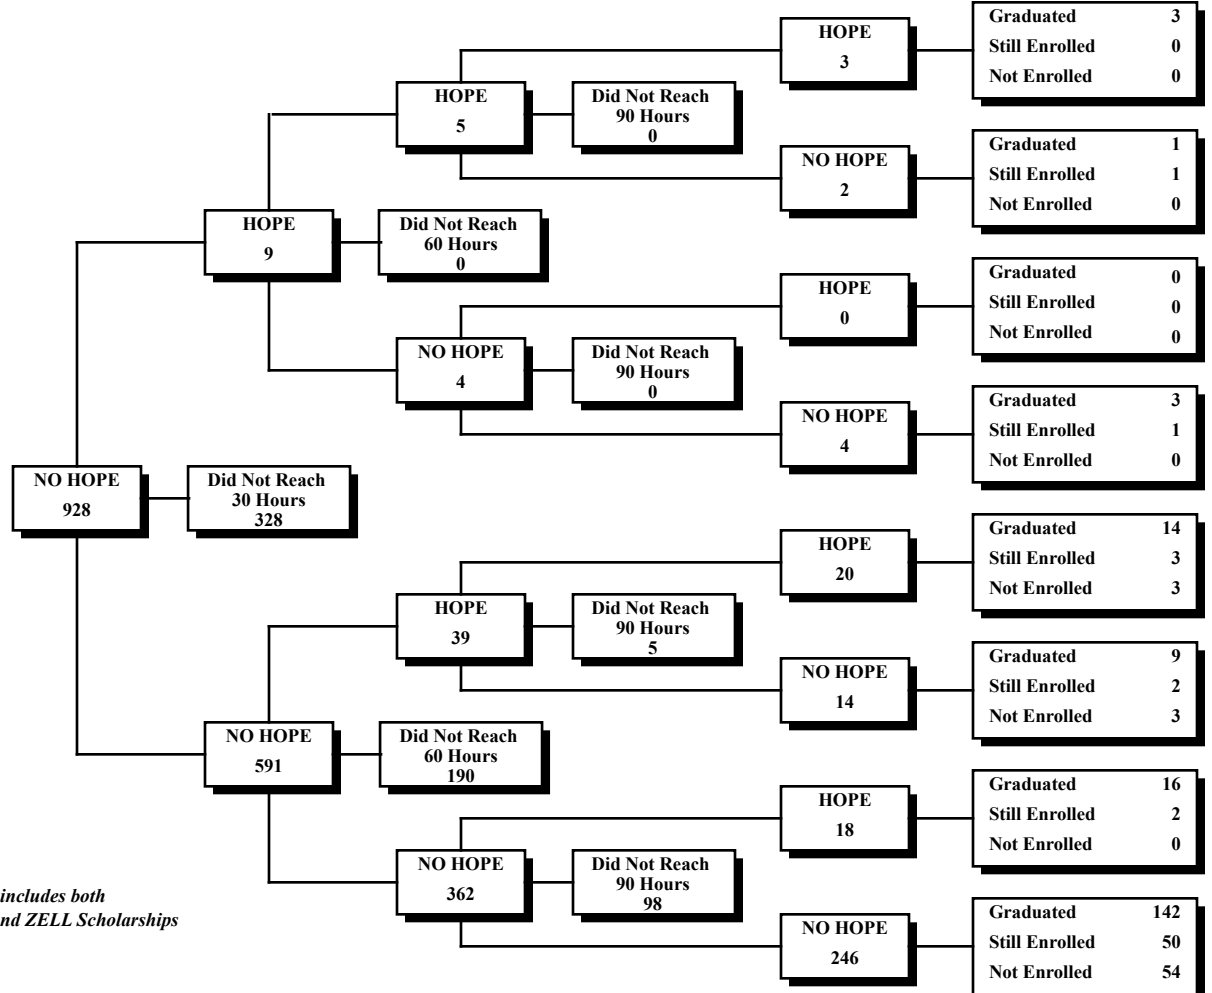 Graduated 3
Still Enrolled 0
Not Enrolled 0
HOPE
3
HOPE
5
Did Not Reach
90 Hours
0
NO HOPE
2
Graduated 1
Still Enrolled 1
Not Enrolled 0
HOPE
9
Did Not Reach
60 Hours
0
HOPE
0
Graduated 0
Still Enrolled 0
Not Enrolled 0
NO HOPE
4
Did Not Reach
90 Hours
0
NO HOPE
4
Graduated 3
Still Enrolled 1
Not Enrolled 0
NO HOPE
928
Did Not Reach
30 Hours
328
HOPE
20
Graduated 14
Still Enrolled 3
Not Enrolled 3
HOPE
39
Did Not Reach
90 Hours
5
NO HOPE
14
Graduated 9
Still Enrolled 2
Not Enrolled 3
NO HOPE
591
Did Not Reach
60 Hours
190
HOPE
18
Graduated 16
Still Enrolled 2
Not Enrolled 0
NO HOPE
362
Did Not Reach
90 Hours
98
NO HOPE
246
Graduated 142
Still Enrolled 50
Not Enrolled 54
includes both
nd ZELL Scholarships